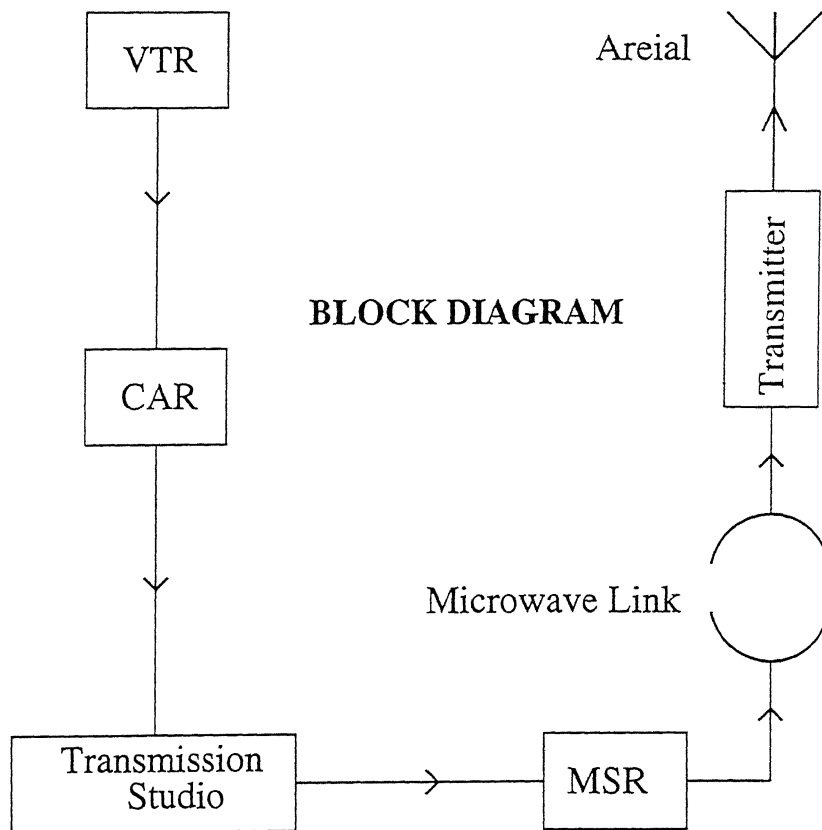 VTR
Areial
Transmitter
BLOCK DIAGRAM
CAR
Microwave Link
Transmission
Studio
MSR